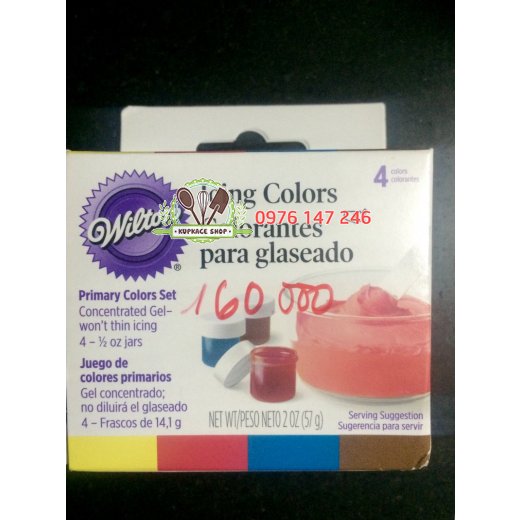 4 colors
colorantes
Wilton
®
Icing Colors
KUPKACE SHOP
0976 147 246
Colorantes
para glaseado
160 000
Primary Colors Set
Concentrated Gel–
won't thin icing
4 – ½ oz jars
Juego de
colores primarios
Gel concentrado;
no diluirá el glaseado
4 – Frascos de 14,1 g
NET WT/PESO NETO 2 OZ (57 g)
Serving Suggestion
Sugerencia para servir